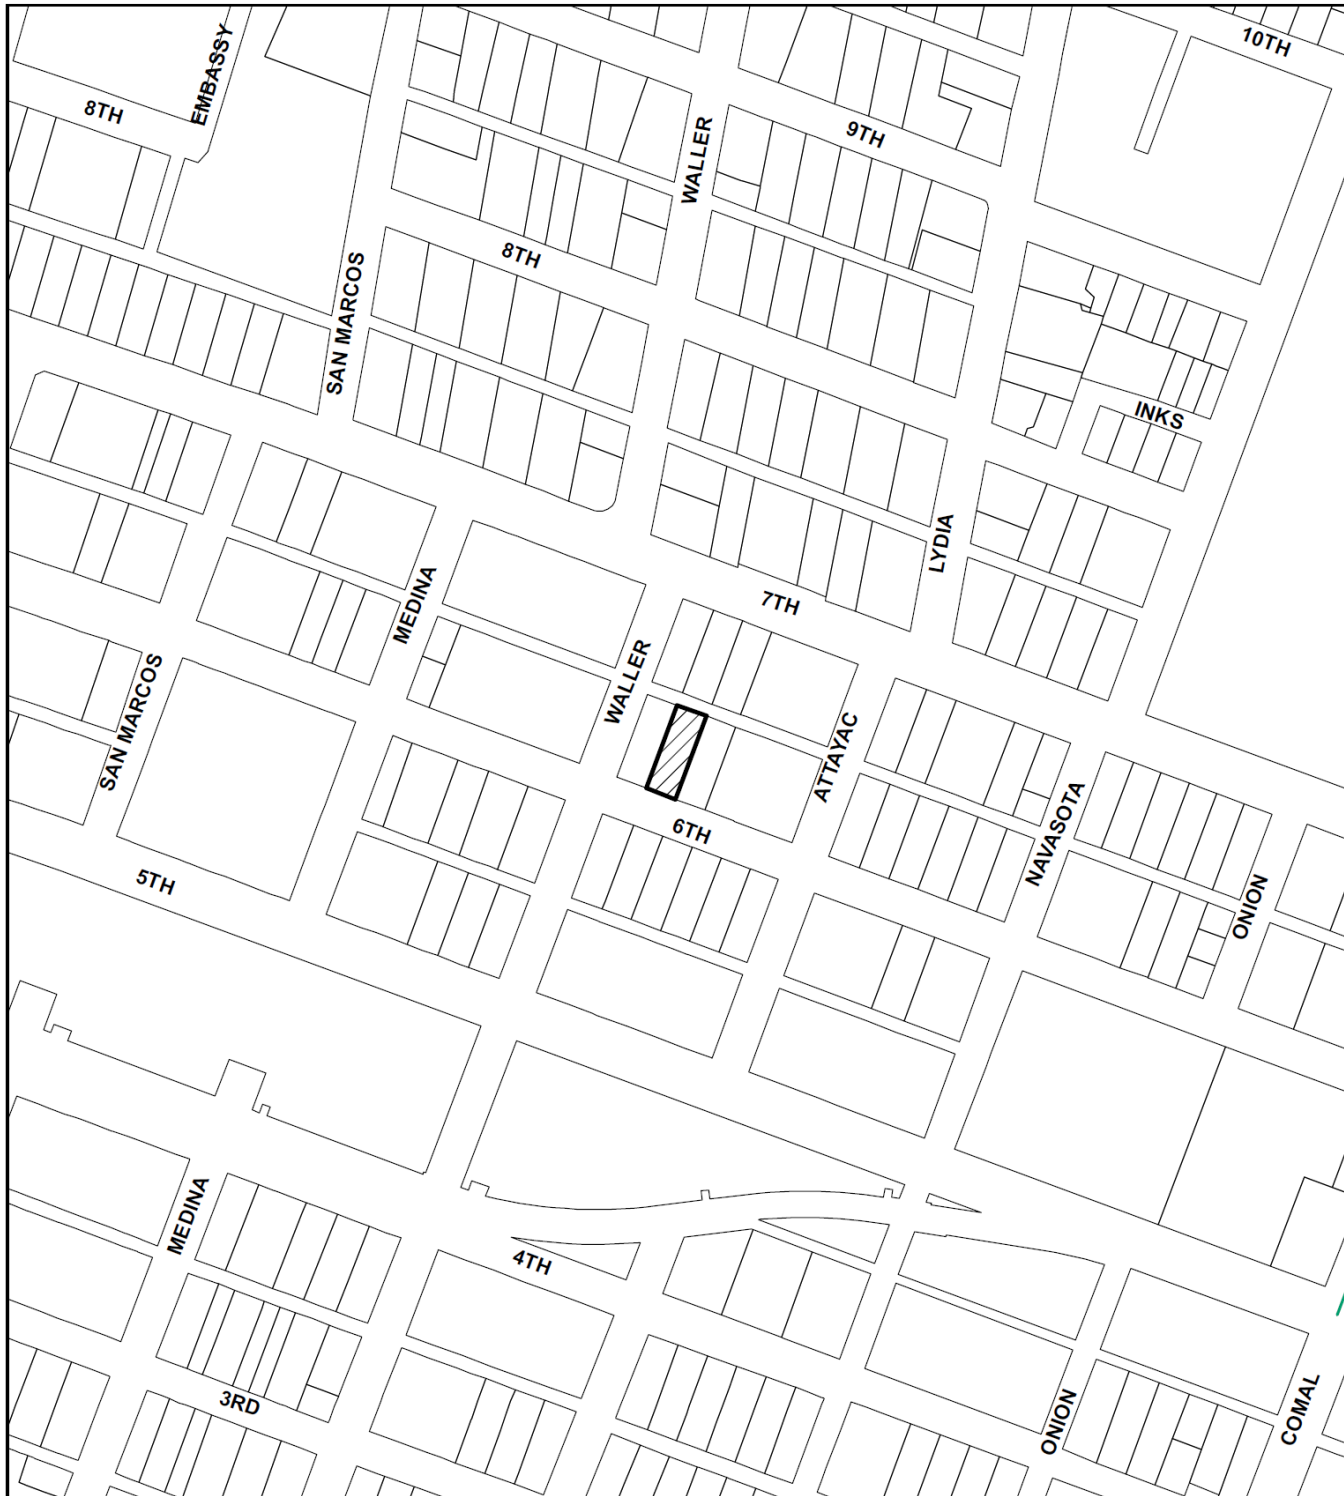 10TH
EMBASSY
8TH
9TH
WALLER
8TH
SAN MARCOS
INKS
LYDIA
7TH
MEDINA
WALLER
SAN MARCOS
ATTAYAC
NAVASOTA
6TH
5TH
ONION
MEDINA
4TH
3RD
ONION
COMAL